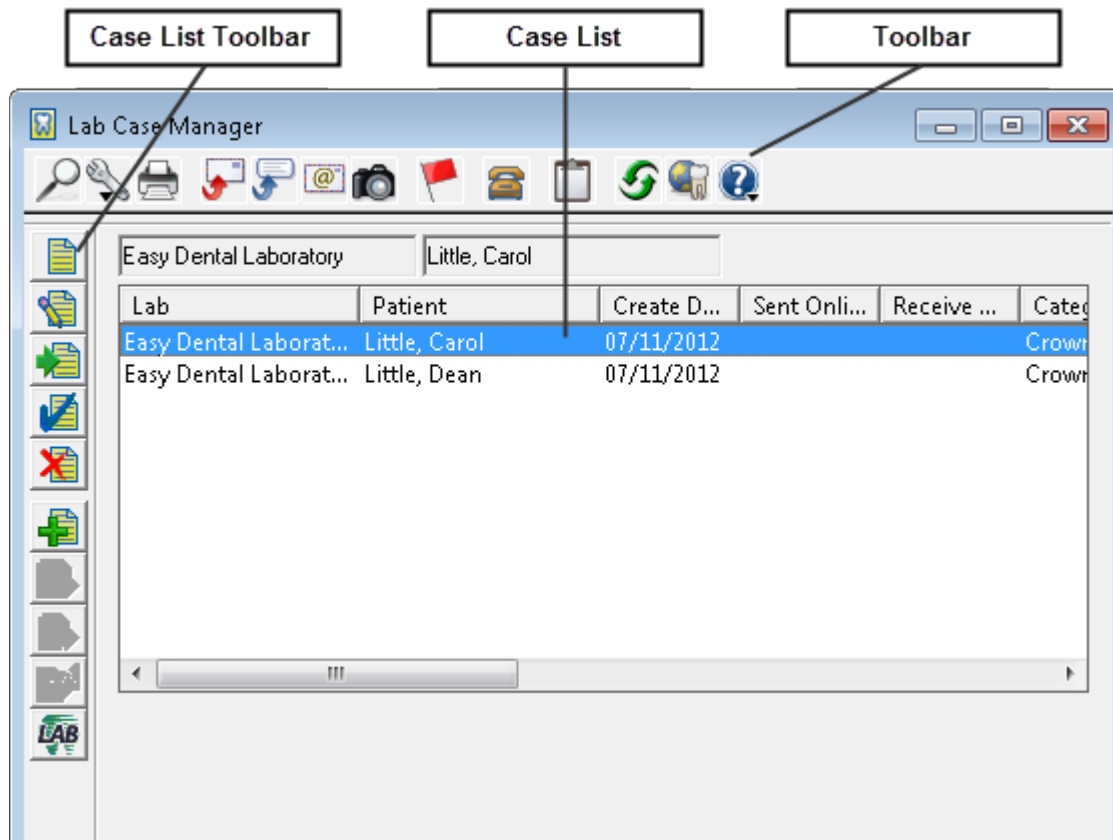 Case List Toolbar Case List Toolbar
Lab Case Manager
@
?
Easy Dental Laboratory Little, Carol
Lab Patient Create D... Sent Onli... Receive ... Categ
Easy Dental Laborat... Little, Carol 07/11/2012 Crown
Easy Dental Laborat... Little, Dean 07/11/2012 Crown
LAB